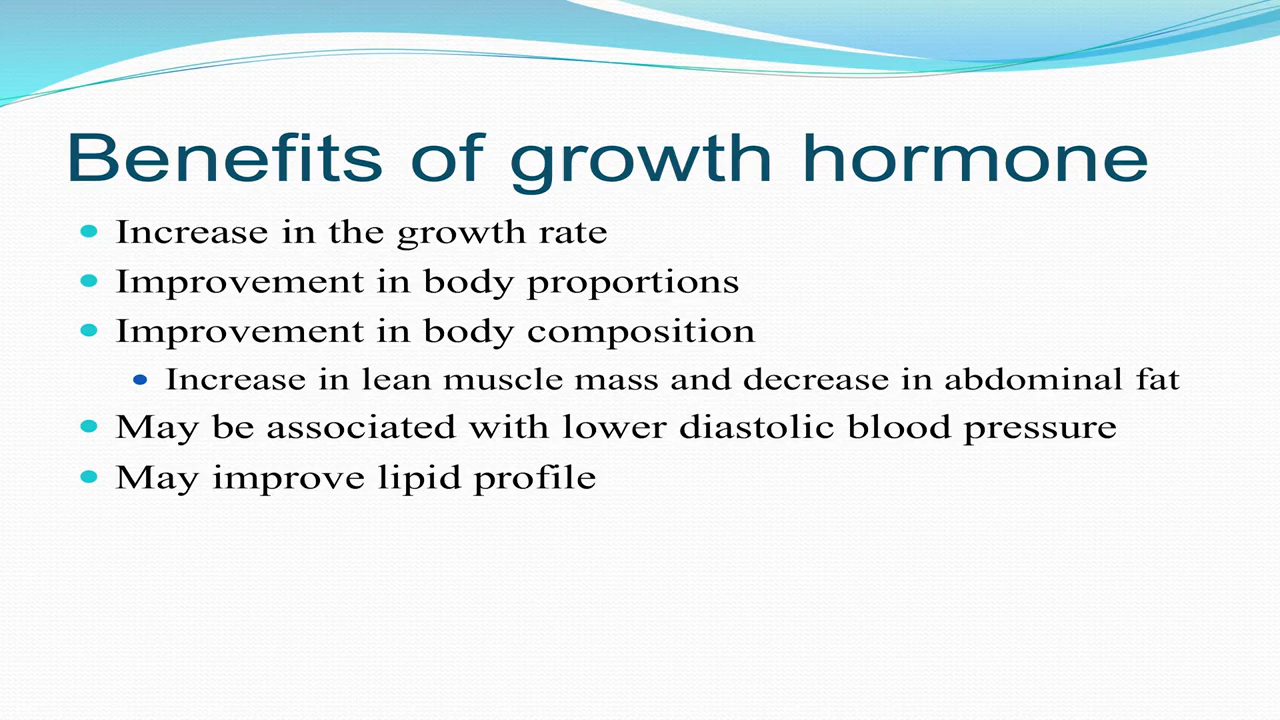 Benefits of growth hormone
• Increase in the growth rate
• Improvement in body proportions
• Improvement in body composition
• Increase in lean muscle mass and decrease in abdominal fat
• May be associated with lower diastolic blood pressure
• May improve lipid profile